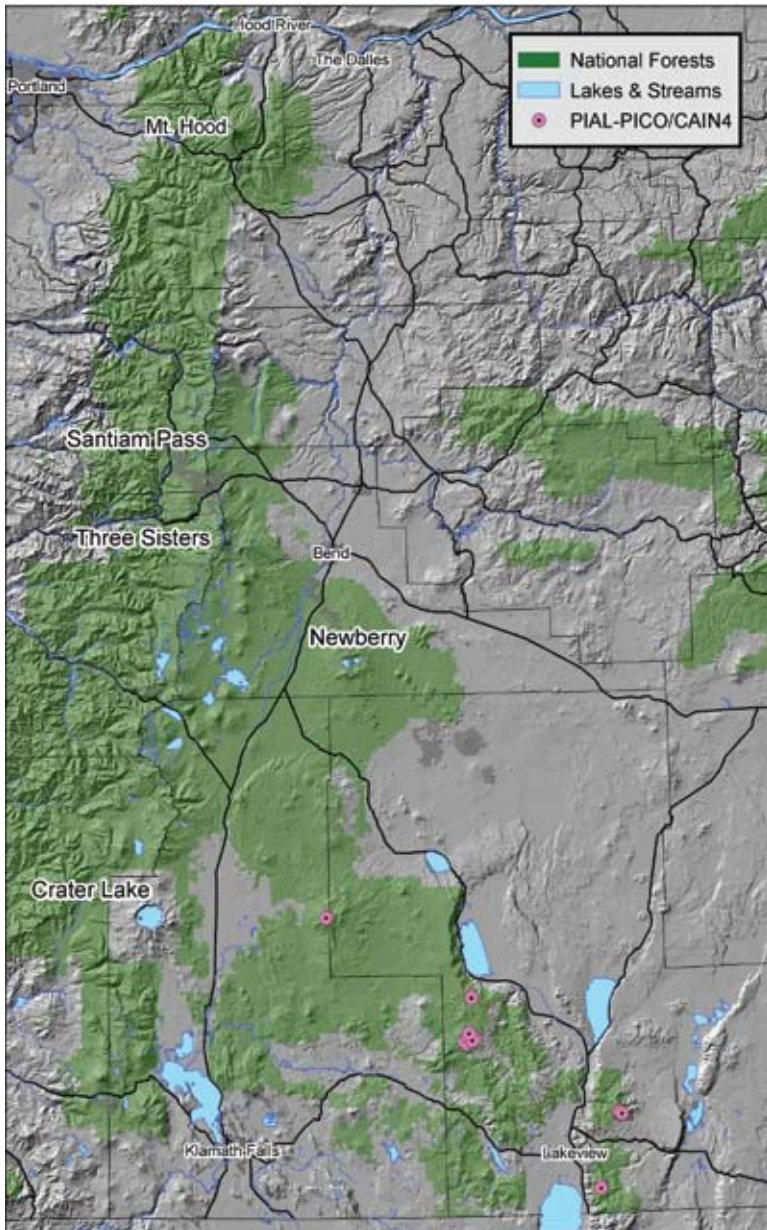 Hood River
The Dalles
Portland
Mt. Hood
National Forests
Lakes & Streams
PIAL-PICO/CAIN4
Santiam Pass
Three Sisters
Bend
Newberry
Crater Lake
Klamath Falls
Lakeview